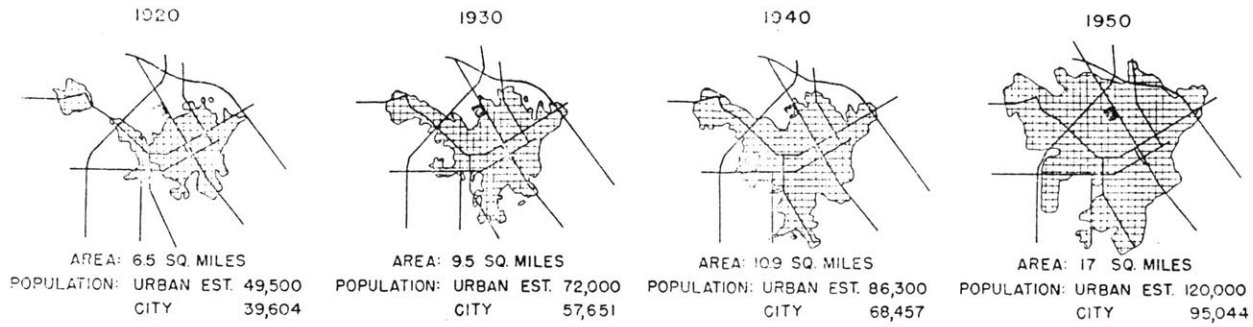 1920
AREA: 6.5 SQ. MILES
POPULATION: URBAN EST. 49,500
CITY 39,604
1930
AREA: 9.5 SQ. MILES
POPULATION: URBAN EST. 72,000
CITY 57,651
1940
AREA: 10.9 SQ. MILES
POPULATION: URBAN EST. 86,300
CITY 68,457
1950
AREA: 17 SQ. MILES
POPULATION: URBAN EST. 120,000
CITY 95,044